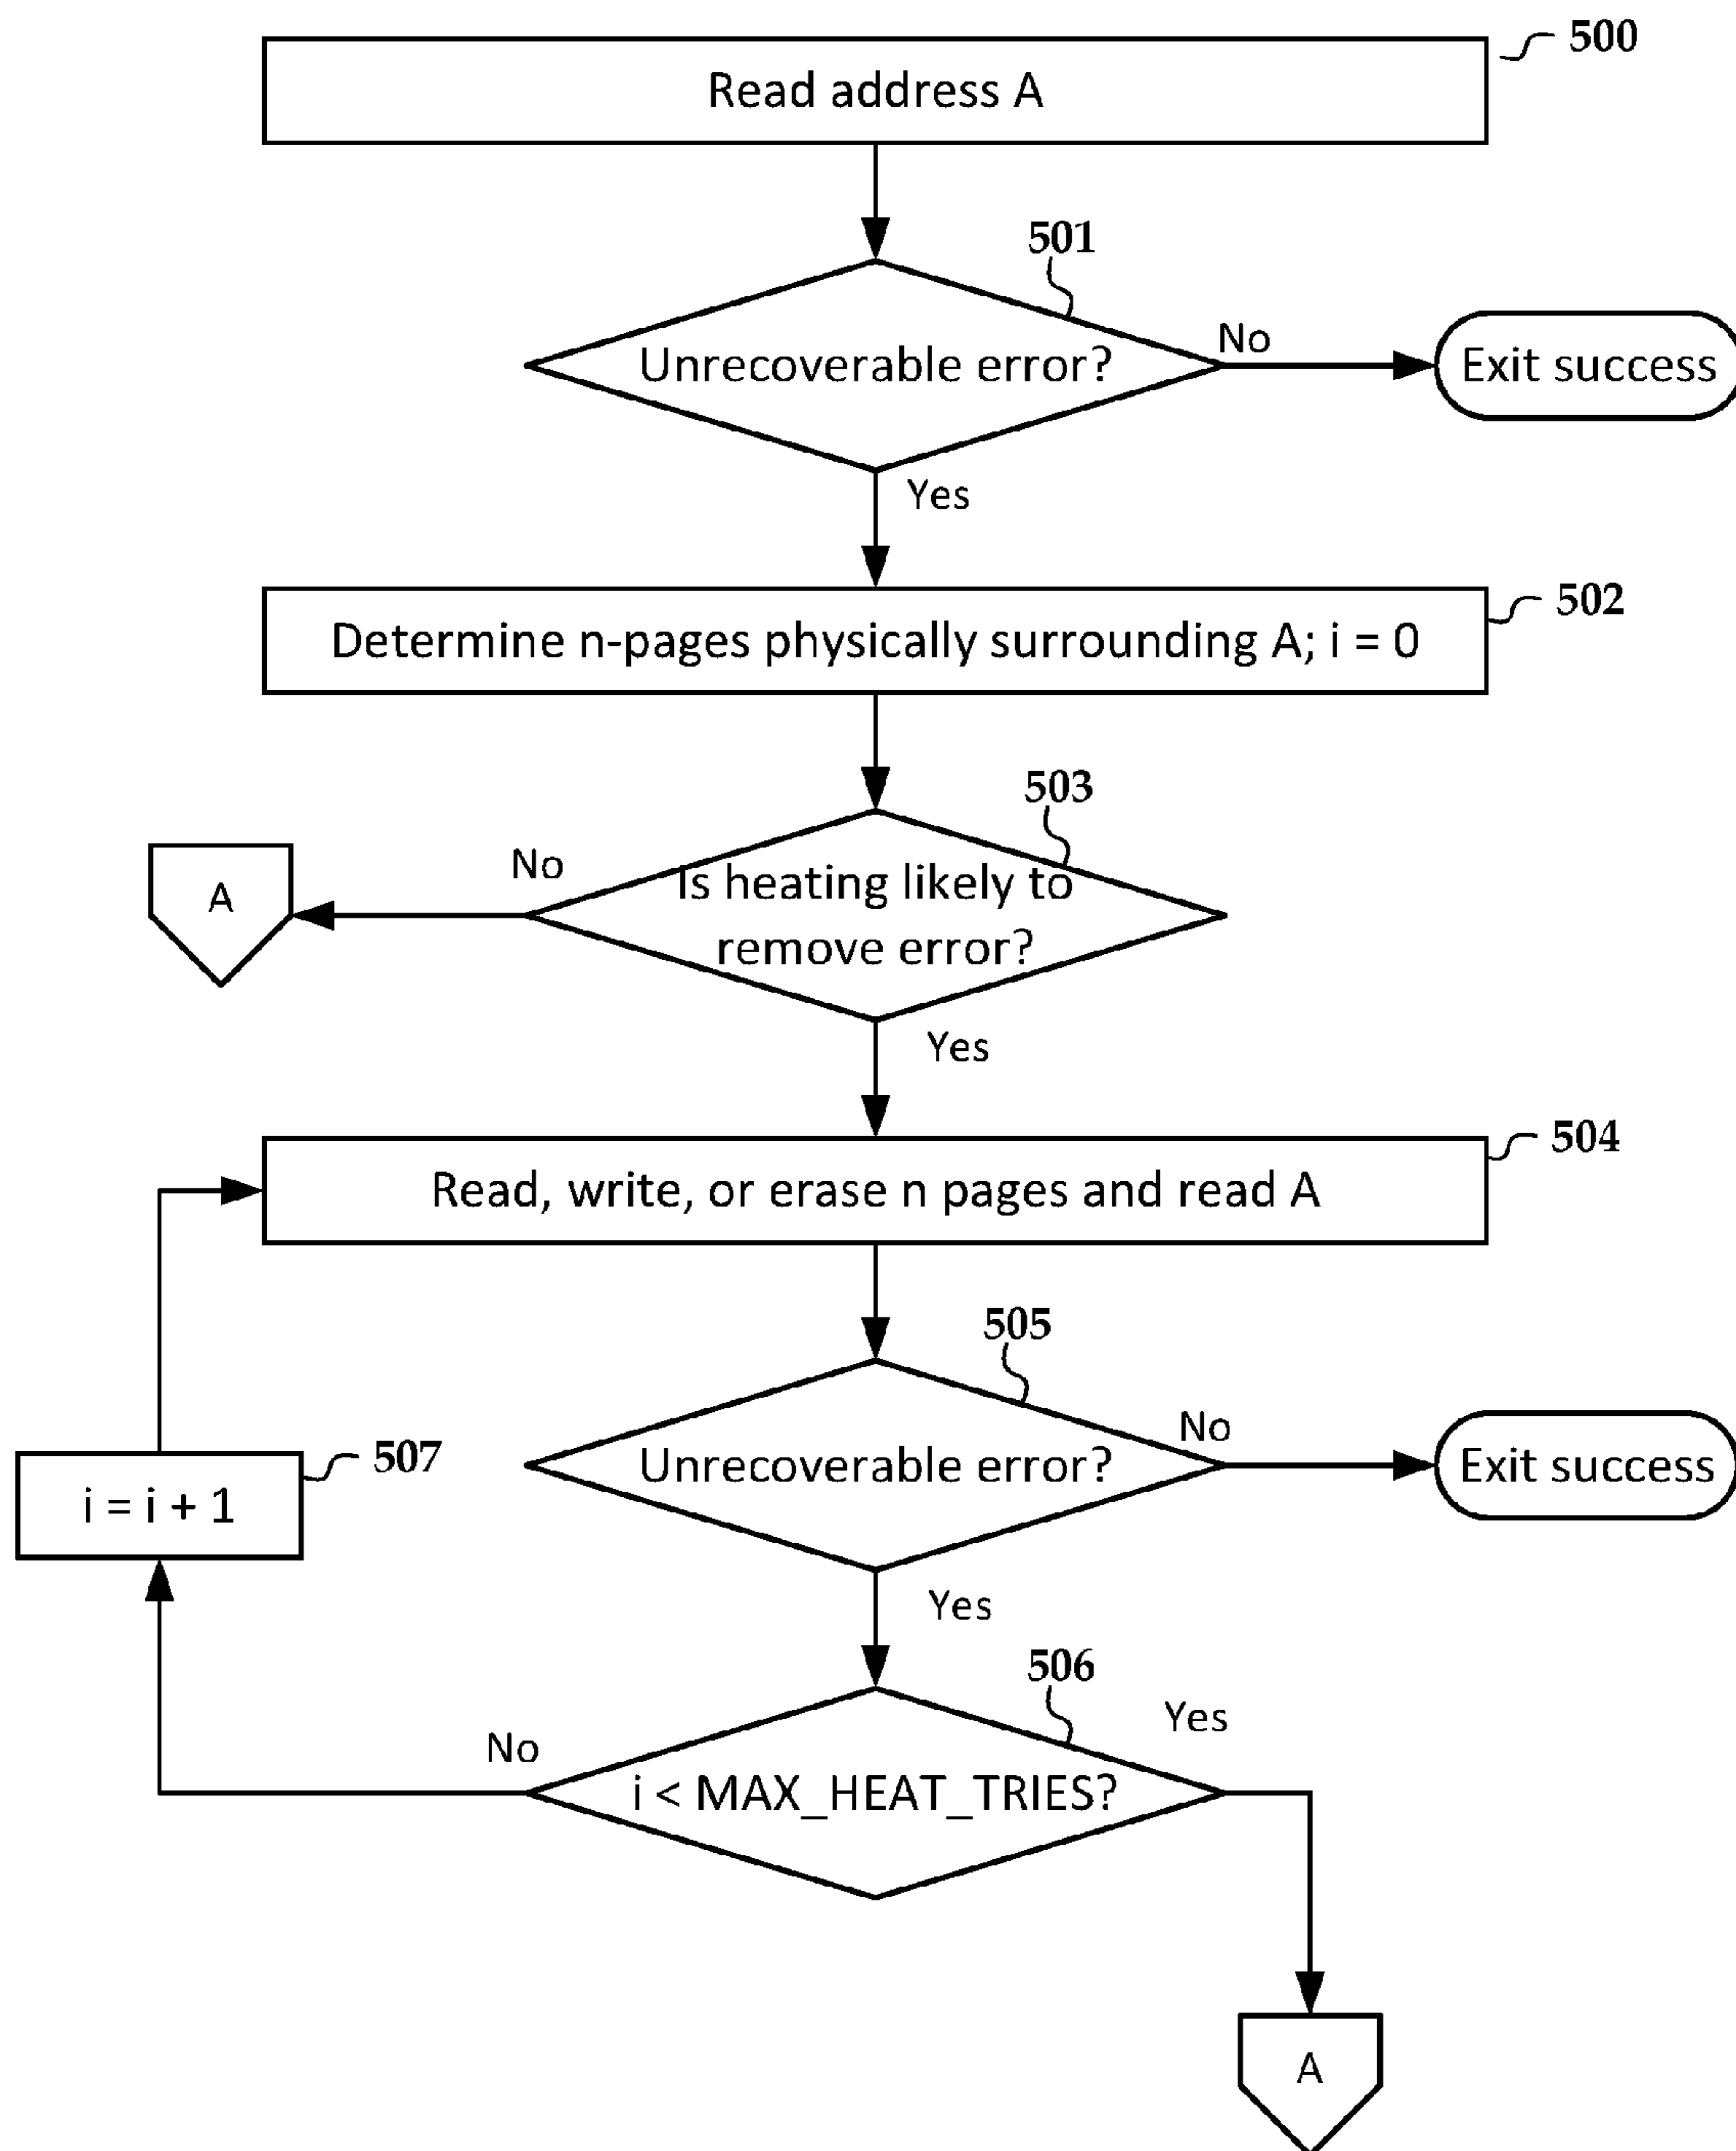 500
Read address A
501
Unrecoverable error?
No
Exit success
Yes
502
Determine n-pages physically surrounding A; i = 0
503
No
A
Is heating likely to
remove error?
Yes
504
Read, write, or erase n pages and read A
505
Unrecoverable error?
No
Exit success
507
i = i + 1
Yes
506
Yes
No
i < MAX_HEAT_TRIES?
A